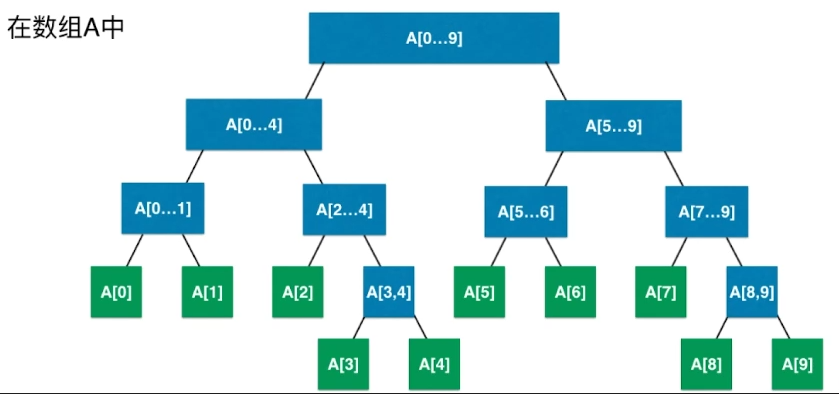 在数组A中
A[0...9]
A[0...4]
A[5...9]
A[0...1]
A[2...4]
A[5...6]
A[7...9]
A[0]
A[1]
A[2]
A[3,4]
A[5]
A[6]
A[7]
A[8,9]
A[3]
A[4]
A[8]
A[9]